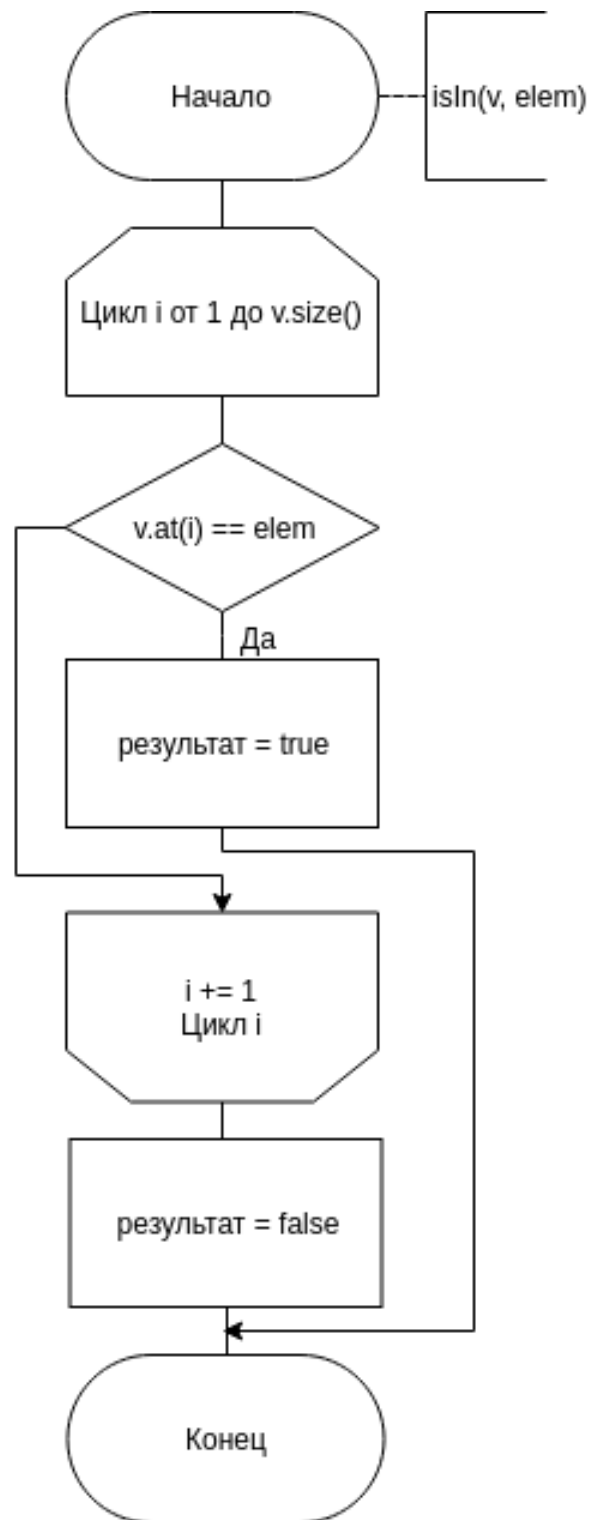 Начало
isIn(v, elem)
Цикл i от 1 до v.size()
v.at(i) == elem
Да
результат = true
i += 1
Цикл i
результат = false
Конец